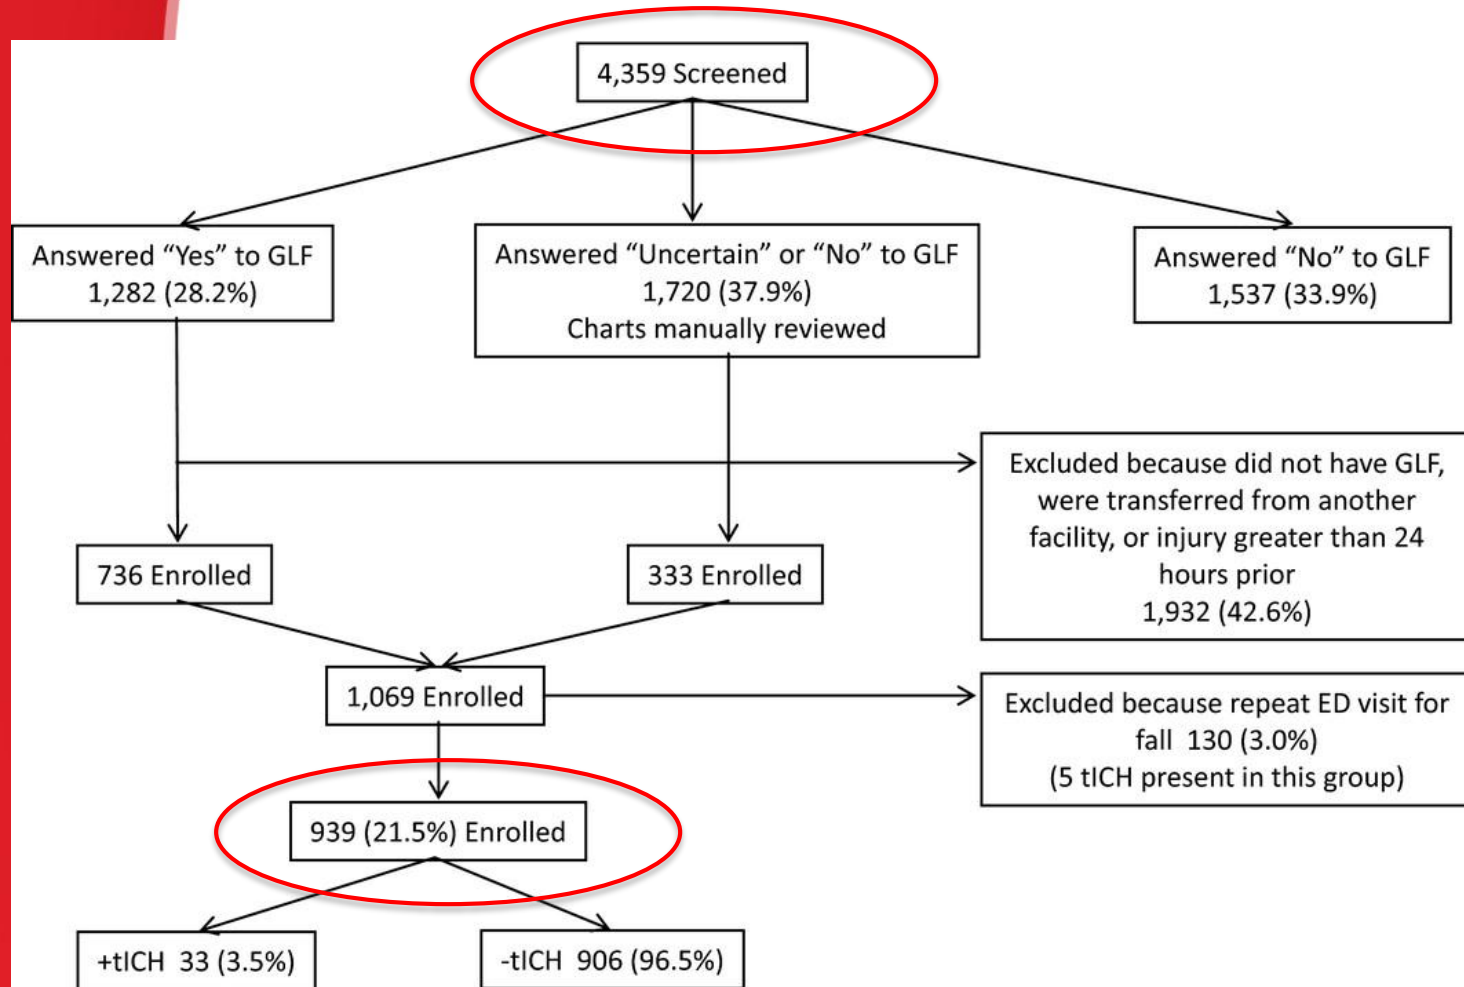 4,359 Screened
Answered “Yes” to GLF
1,282 (28.2%)
Answered “Uncertain” or “No” to GLF
1,720 (37.9%)
Charts manually reviewed
Answered “No” to GLF
1,537 (33.9%)
Excluded because did not have GLF,
were transferred from another
facility, or injury greater than 24
hours prior
1,932 (42.6%)
736 Enrolled
333 Enrolled
1,069 Enrolled
Excluded because repeat ED visit for
fall 130 (3.0%)
(5 tICH present in this group)
939 (21.5%) Enrolled
+tICH 33 (3.5%)
-tICH 906 (96.5%)